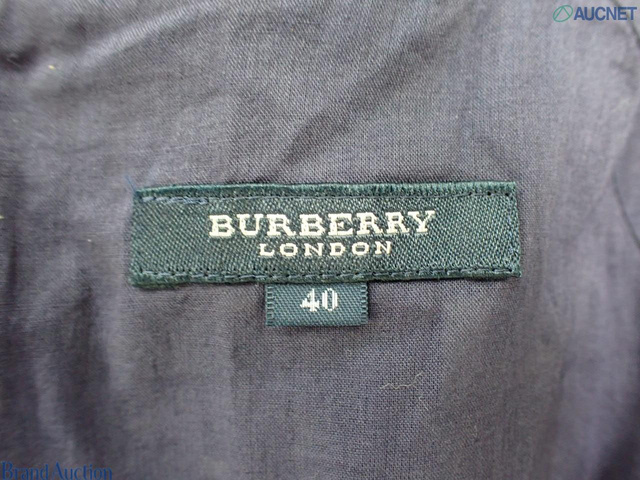 AUCNET
BURBERRY
LONDON
40
Brand Auction